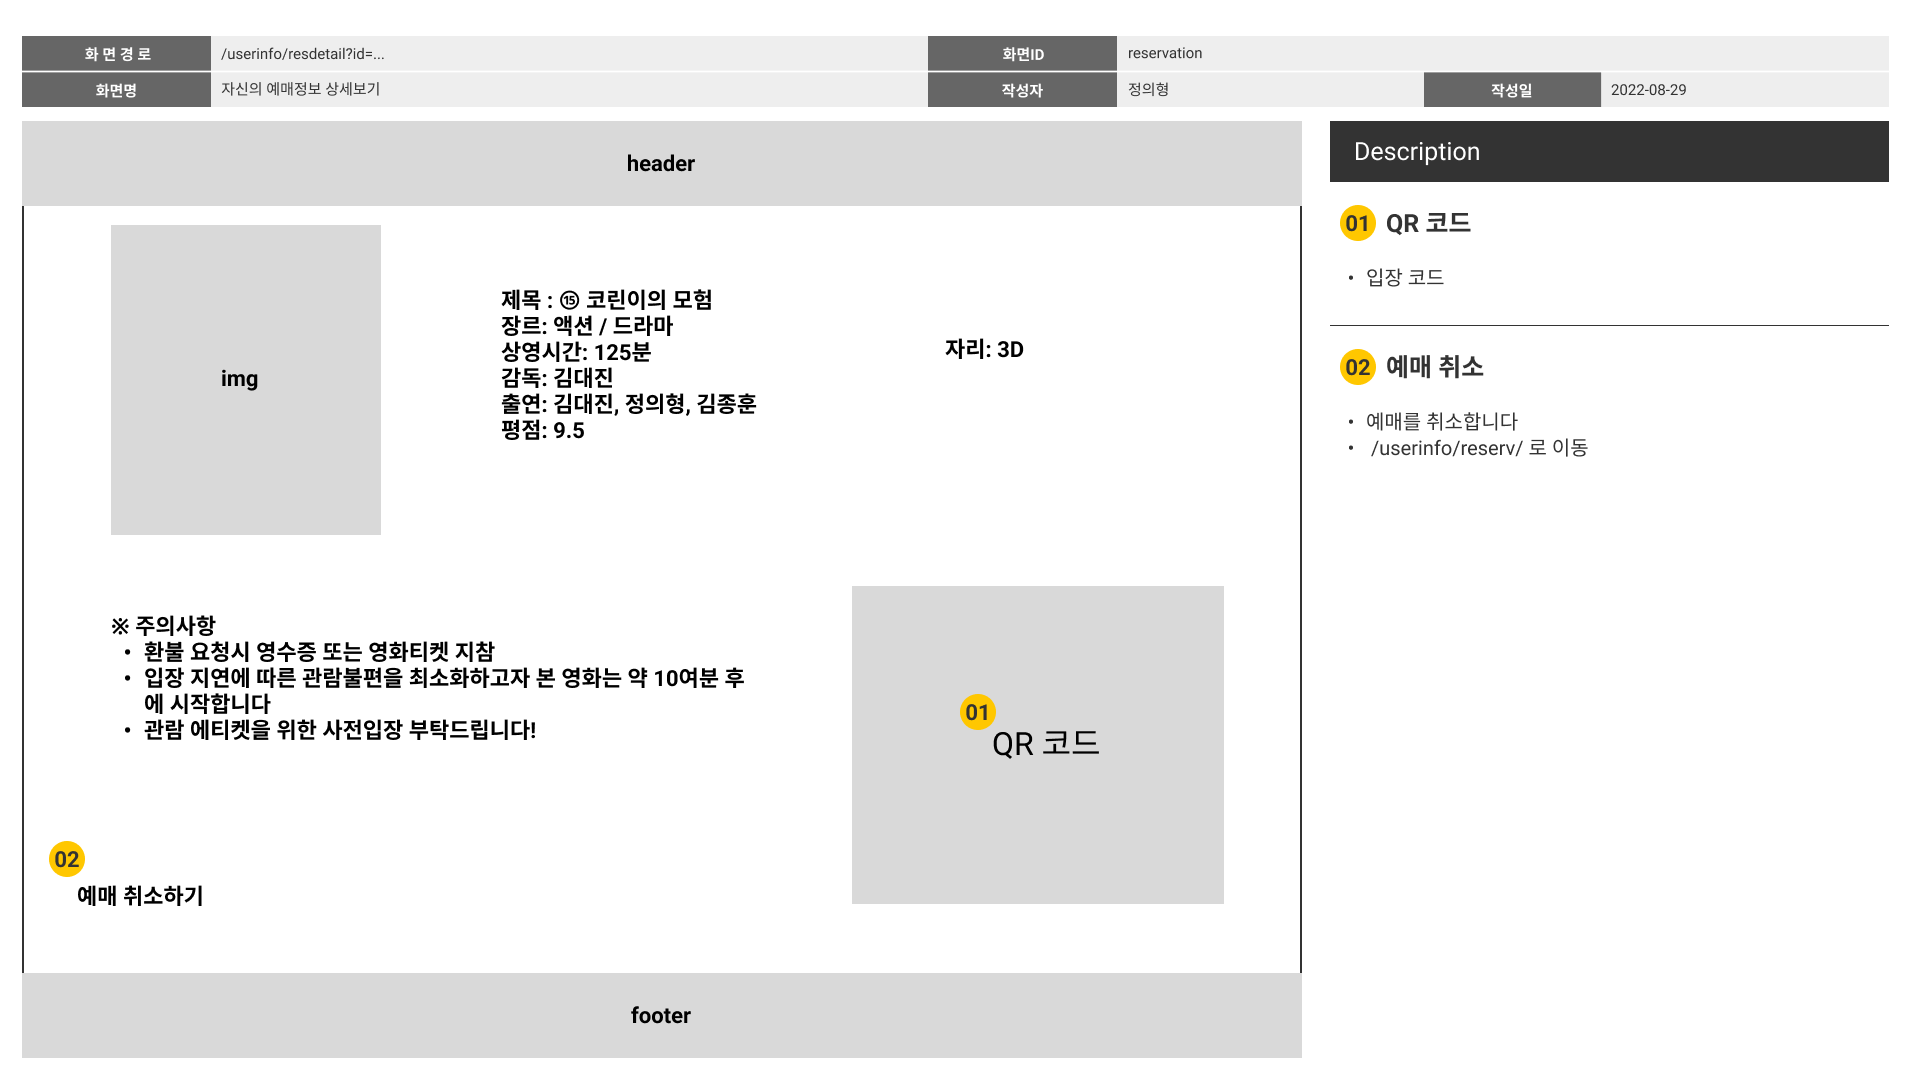 화 면 경 로
/userinfo/resdetail?id=...
화면ID
reservation
화면명
자신의 예매정보 상세보기
작성자
정의형
작성일
2022-08-29
header
img
제목 : ⑮ 코린이의 모험
장르: 액션 / 드라마
상영시간: 125분
감독: 김대진
출연: 김대진, 정의형, 김종훈
평점: 9.5
자리: 3D
※ 주의사항
• 환불 요청시 영수증 또는 영화티켓 지참
• 입장 지연에 따른 관람불편을 최소화하고자 본 영화는 약 10여분 후
에 시작합니다
• 관람 에티켓을 위한 사전입장 부탁드립니다!
01
QR 코드
02
예매 취소하기
footer
Description
01 QR 코드
• 입장 코드
02 예매 취소
• 예매를 취소합니다
• /userinfo/reserv/ 로 이동